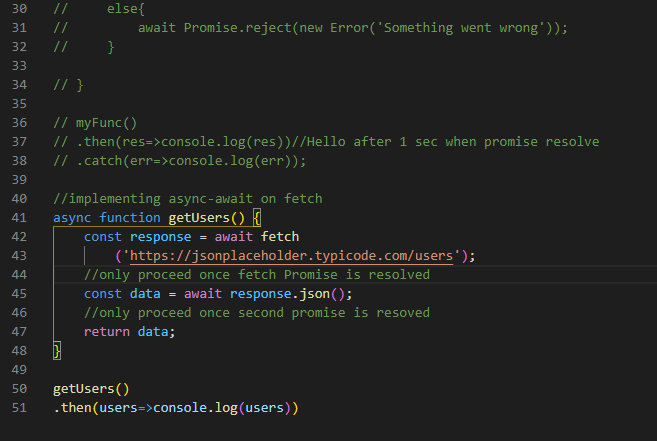 30 //     else{
31 //         await Promise.reject(new Error('Something went wrong'));
32 //     }
33
34 // }
35
36 // myFunc()
37 // .then(res=>console.log(res))//Hello after 1 sec when promise resolve
38 // .catch(err=>console.log(err));
39
40 //implementing async-await on fetch
41 async function getUsers() {
42     const response = await fetch
43         ('https://jsonplaceholder.typicode.com/users');
44     //only proceed once fetch Promise is resolved
45     const data = await response.json();
46     //only proceed once second promise is resoved
47     return data;
48 }
49
50 getUsers()
51 .then(users=>console.log(users))